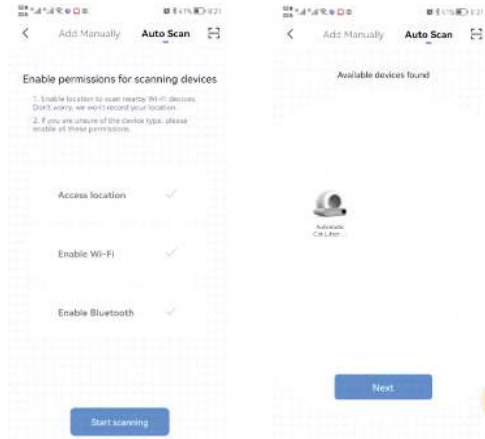 Add Manually
Auto Scan
Enable permissions for scanning devices
1. Enable location to scan nearby Wi-Fi devices.
Don't worry, we won't record your location.
2. If you are unsure of the device type, please
enable all these permissions.
Access location
Enable Wi-Fi
Enable Bluetooth
Start scanning
Add Manually
Auto Scan
Available devices found
Automatic
Cat Litter ...
Next